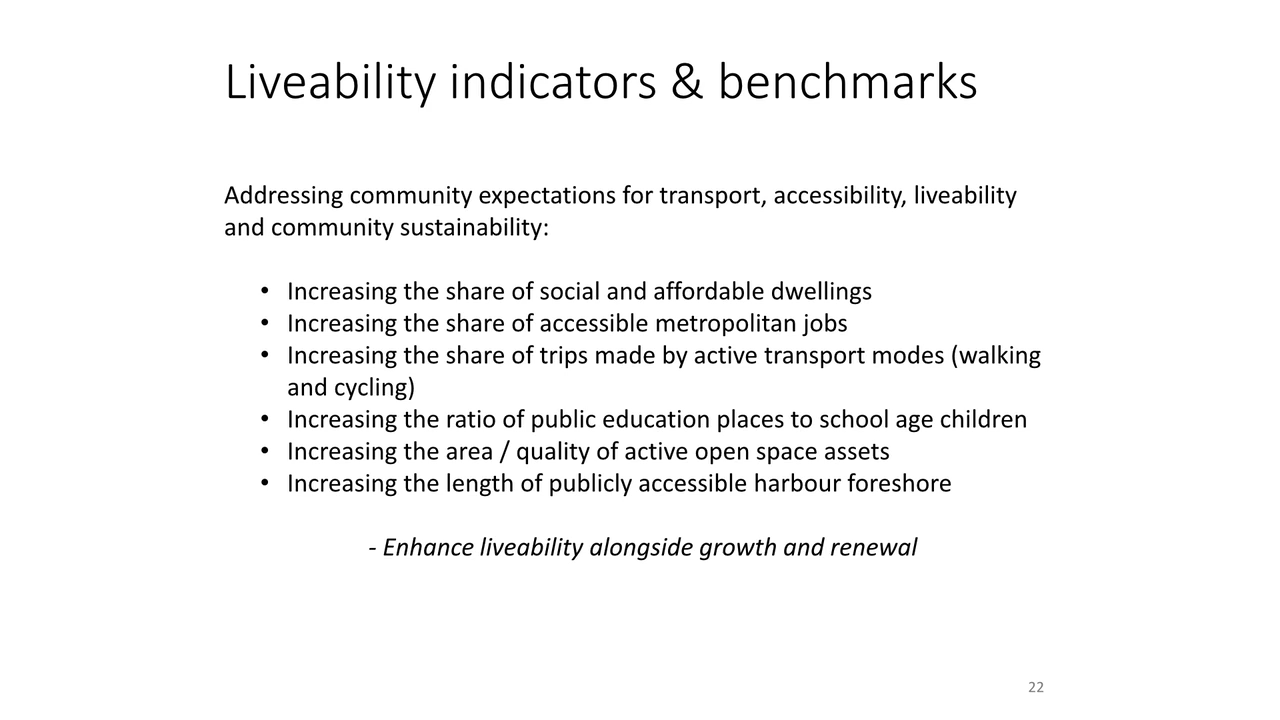 Liveability indicators & benchmarks
Addressing community expectations for transport, accessibility, liveability
and community sustainability:
• Increasing the share of social and affordable dwellings
• Increasing the share of accessible metropolitan jobs
• Increasing the share of trips made by active transport modes (walking
and cycling)
• Increasing the ratio of public education places to school age children
• Increasing the area / quality of active open space assets
• Increasing the length of publicly accessible harbour foreshore
- Enhance liveability alongside growth and renewal
22